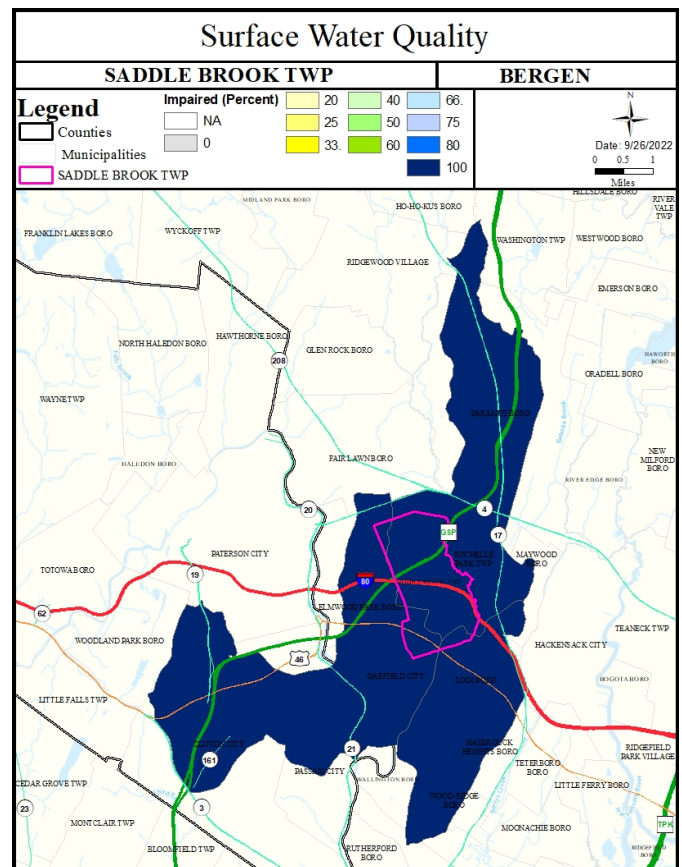 Surface Water Quality
SADDLE BROOK TWP
BERGEN
Legend
Counties
Municipalities
SADDLE BROOK TWP
Impaired (Percent)
NA
0
20
25
33.
40
50
60
66.
75
80
100
N
Date: 9/26/2022
0 0.5 1
Miles
MIDLAND PARK BORO
HO-HO-KUS BORO
HILLSDALE BORO
RIVER
VALE
TWP
FRANKLIN LAKES BORO
WYCKOFF TWP
WASHINGTON TWP
WESTWOOD BORO
RIDGEWOOD VILLAGE
EMERSON BORO
NORTH HALEDON BORO
HAWTHORNE BORO
GLEN ROCK BORO
208
HAWORTH
BORO
ORADELL BORO
WAYNE TWP
PARAMUS BORO
HALEDON BORO
FAIR LAWN BORO
NEW
MILFORD
BORO
RIVER EDGE BORO
20
4
GSP
17
PATERSON CITY
ROCHELLE
PARK TWP
MAYWOOD
BORO
TOTOWA BORO
19
80
62
ELMWOOD PARK BORO
TEANECK TWP
WOODLAND PARK BORO
HACKENSACK CITY
46
GARFIELD CITY
LODI BORO
BOGOTA BORO
LITTLE FALLS TWP
CLIFTON CITY
161
21
HASBROUCK
HEIGHTS BORO
RIDGEFIELD
PARK VILLAGE
PASSAIC CITY
WALLINGTON BORO
TETERBORO
BORO
CEDAR GROVE TWP
LITTLE FERRY BORO
WOOD-RIDGE
BORO
23
3
MONTCLAIR TWP
MOONACHIE BORO
TPK
BLOOMFIELD TWP
RUTHERFORD
BORO